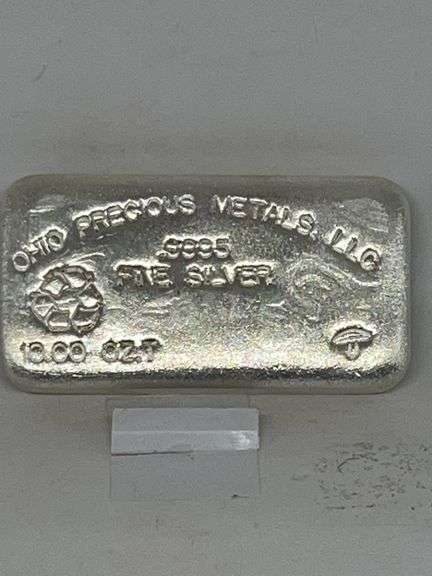 OHIO PRECIOUS METALS, LLC
.9995
FINE SILVER
10.00 OZ.T